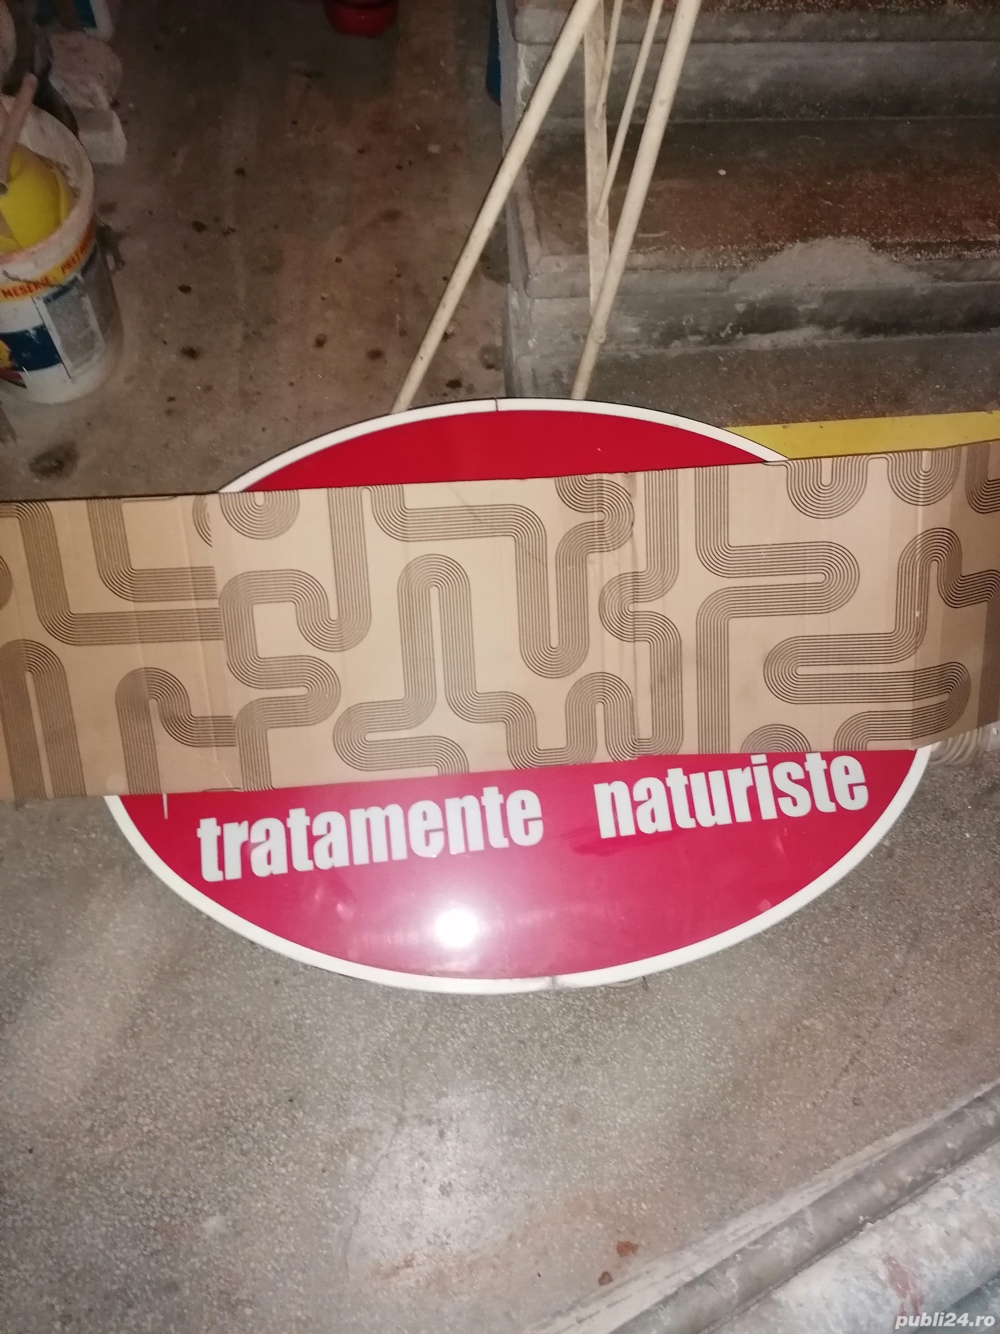 tratamente naturiste
publi24.ro